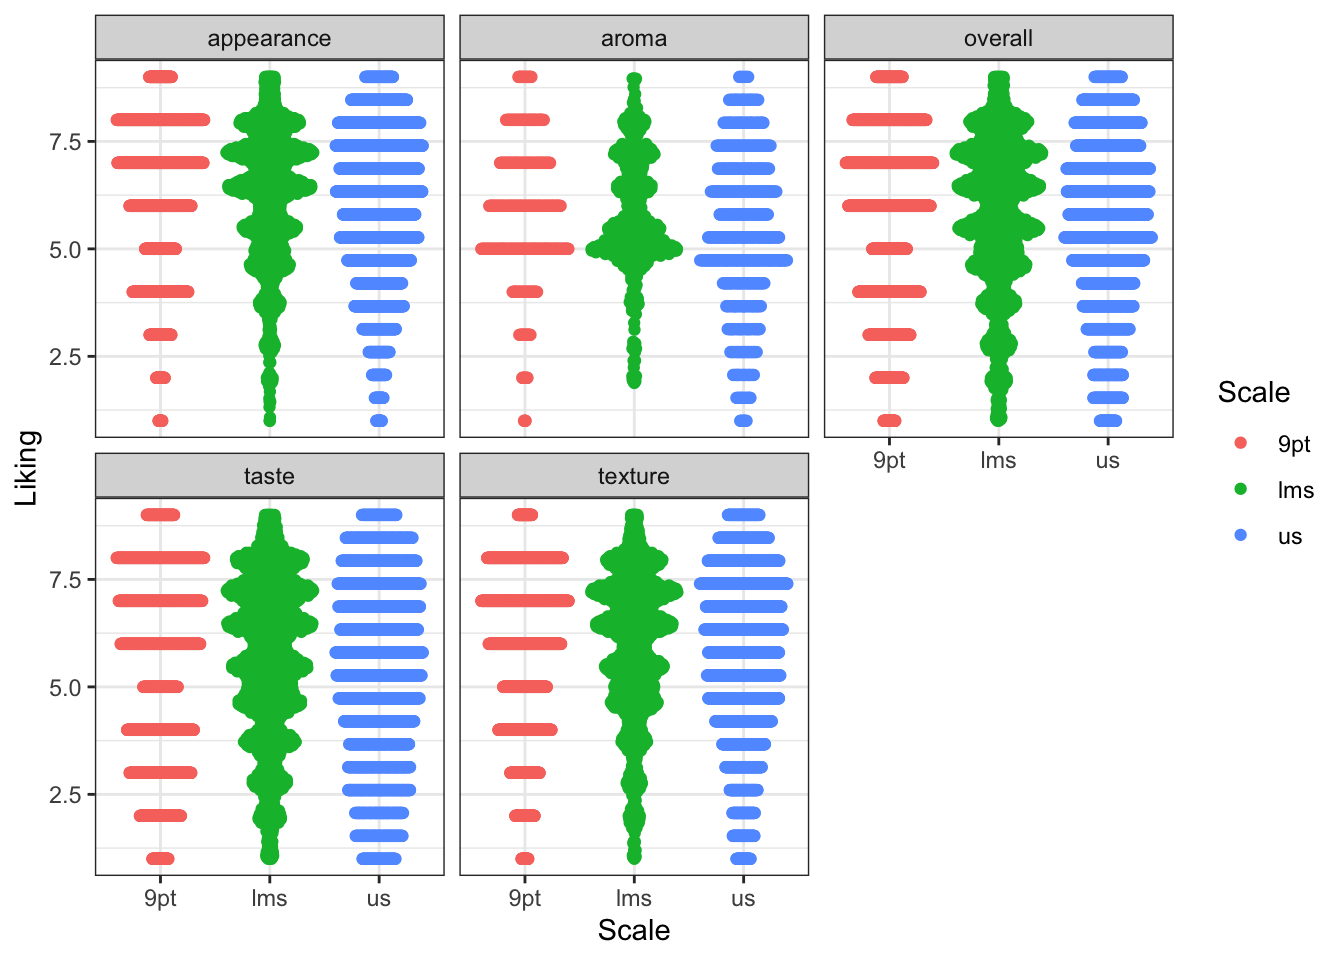 appearance
aroma
overall
7.5
5.0
2.5
9pt
lms
us
taste
texture
7.5
5.0
2.5
9pt
lms
us
9pt
lms
us
Liking
Scale
Scale
9pt
lms
us